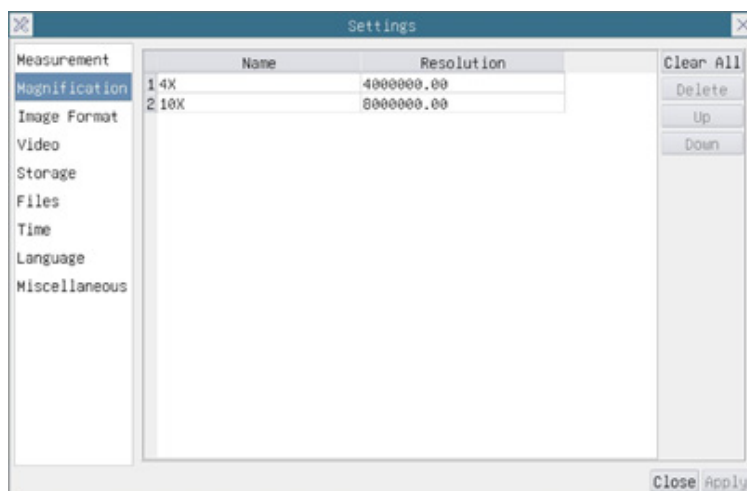 Settings
Measurement
Magnification
Image Format
Video
Storage
Files
Time
Language
Miscellaneous
Name Resolution
1 4X 4000000.00
2 10X 8000000.00
Clear All
Delete
Up
Down
Close Apply